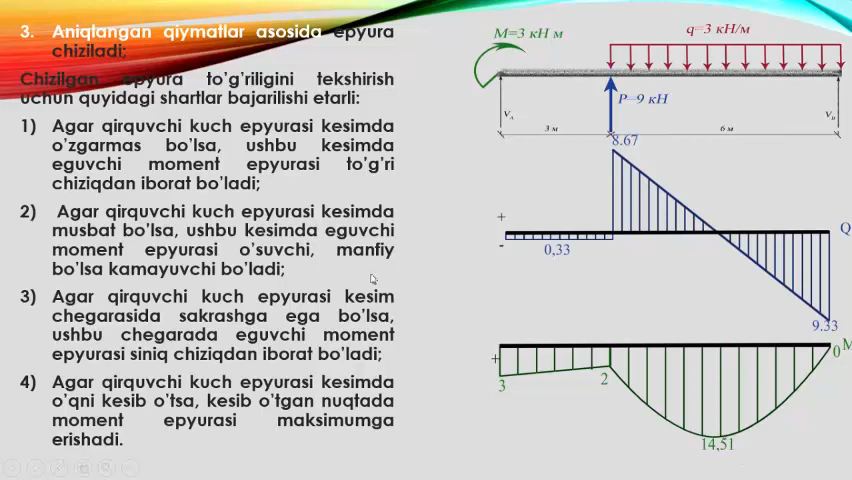 3. Aniqlangan qiymatlar asosida epyura
chiziladi;
Chizilgan epyura to’g’riligini tekshirish
uchun quyidagi shartlar bajarilishi etarli:
1) Agar qirquvchi kuch epyurasi kesimda
o’zgarmas bo’lsa, ushbu kesimda
eguvchi moment epyurasi to’g’ri
chiziqdan iborat bo’ladi;
2) Agar qirquvchi kuch epyurasi kesimda
musbat bo’lsa, ushbu kesimda eguvchi
moment epyurasi o’suvchi, manfiy
bo’lsa kamayuvchi bo’ladi;
3) Agar qirquvchi kuch epyurasi kesim
chegarasida sakrashga ega bo’lsa,
ushbu chegarada eguvchi moment
epyurasi siniq chiziqdan iborat bo’ladi;
4) Agar qirquvchi kuch epyurasi kesimda
o’qni kesib o’tsa, kesib o’tgan nuqtada
moment epyurasi maksimumga
erishadi.
M=3 кН м
q=3 кН/м
P=9 кН
V_A
V_B
3 м
6 м
8.67
+
-
0,33
Q
9.33
+
3
2
0
M
14,51